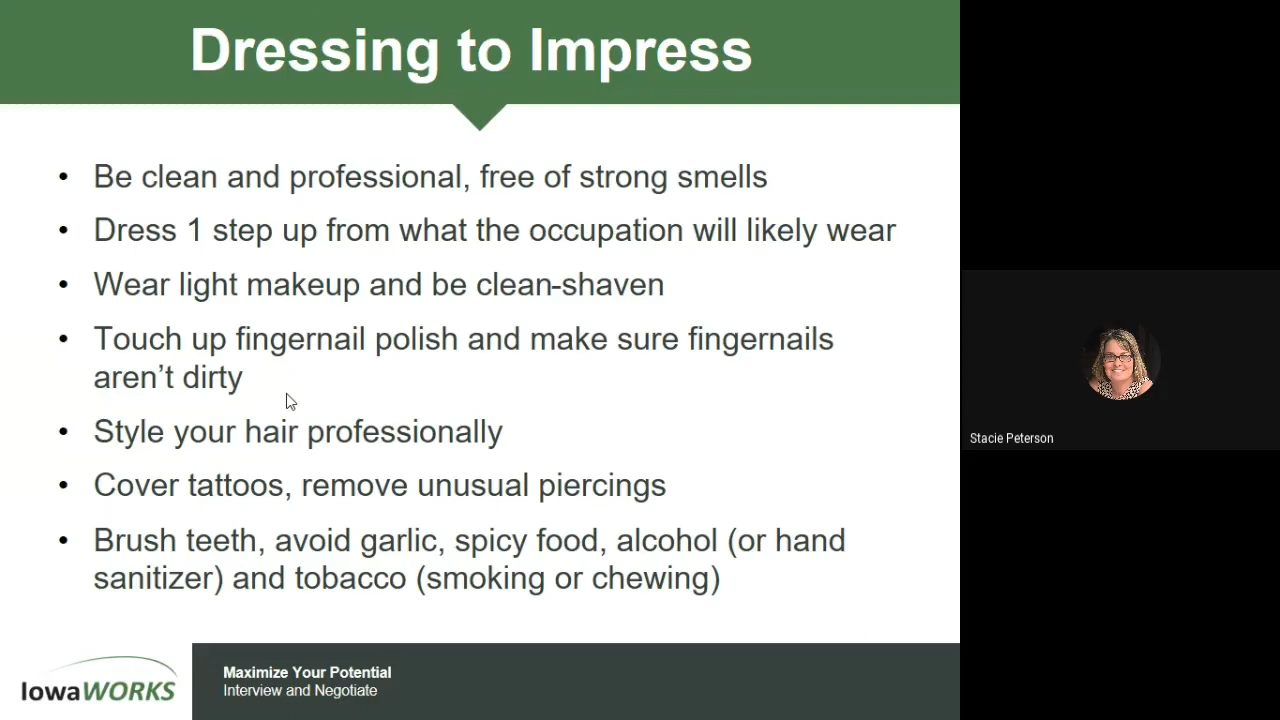 Dressing to Impress
• Be clean and professional, free of strong smells
• Dress 1 step up from what the occupation will likely wear
• Wear light makeup and be clean-shaven
• Touch up fingernail polish and make sure fingernails
aren’t dirty
• Style your hair professionally
• Cover tattoos, remove unusual piercings
• Brush teeth, avoid garlic, spicy food, alcohol (or hand
sanitizer) and tobacco (smoking or chewing)
Stacie Peterson
IowaWORKS
Maximize Your Potential
Interview and Negotiate